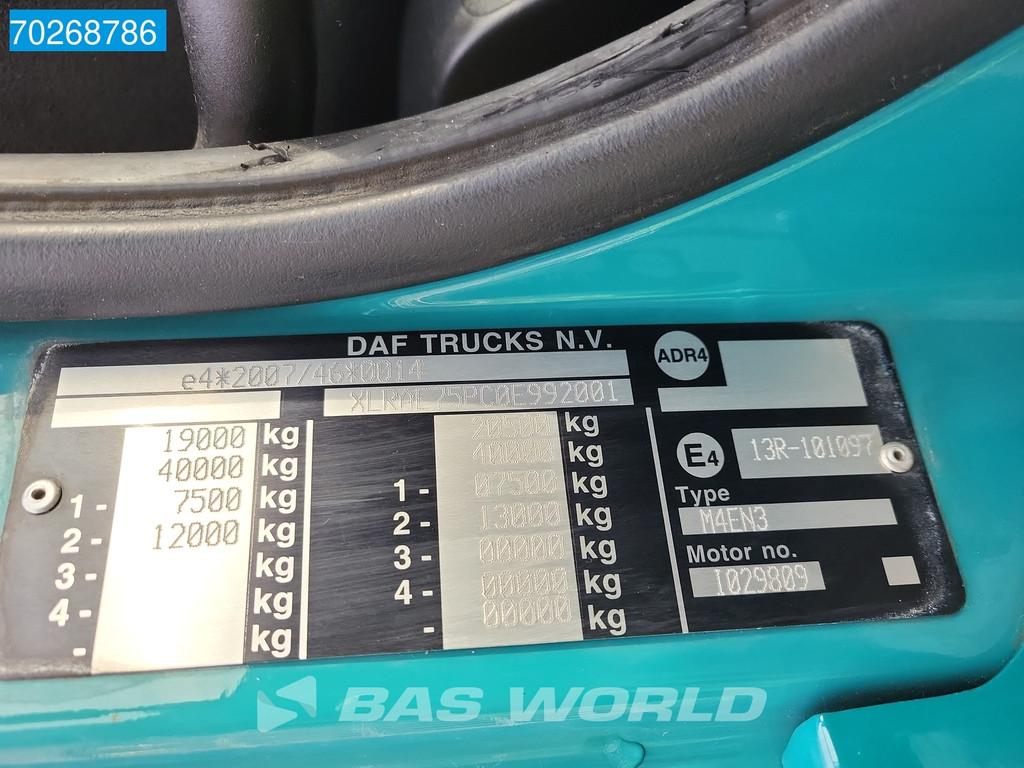 70268786
DAF TRUCKS N.V.
ADR4
e4*2007/46*0014
19000 kg
40000 kg
1 - 7500 kg
2 - 12000 kg
3 - kg
4 - kg
- kg
20500 kg
40000 kg
1 - 07500 kg
2 - 13000 kg
3 - 00000 kg
4 - 00000 kg
- 00000 kg
E4 13R-101097
Type
M4EN3
Motor no.
I029809
BAS WORLD